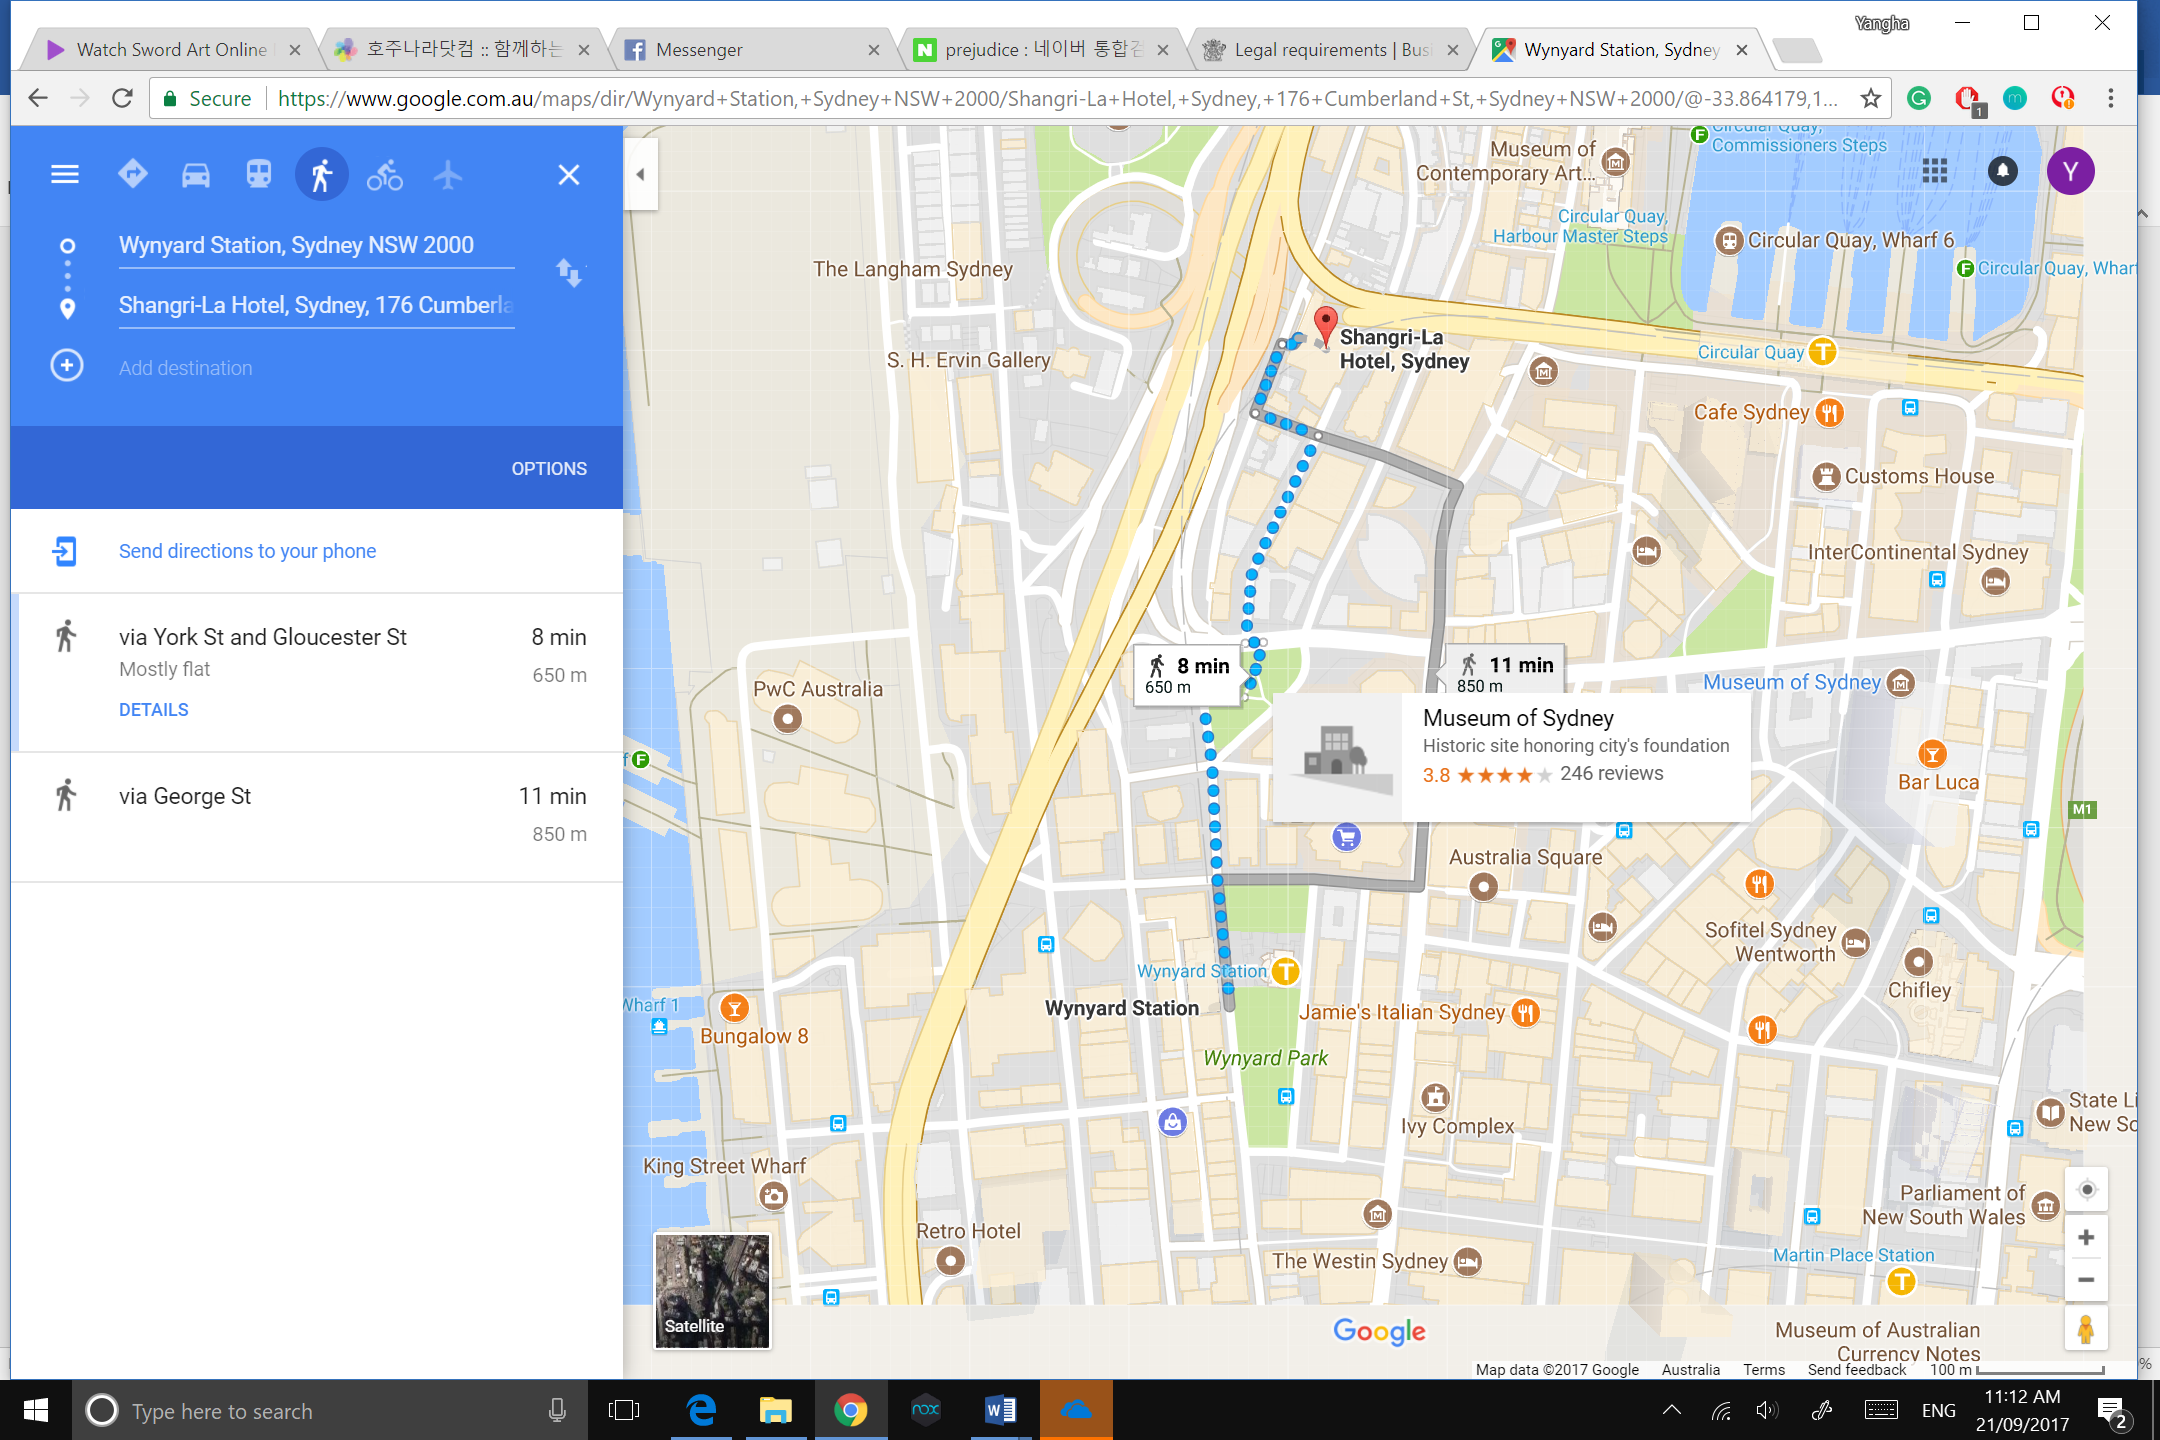 Yangha
Watch Sword Art Online
호주나라닷컴 :: 함께하는
Messenger
prejudice : 네이버 통합검
Legal requirements | Busi
Wynyard Station, Sydney
Secure
https://www.google.com.au/maps/dir/Wynyard+Station,+Sydney+NSW+2000/Shangri-La+Hotel,+Sydney,+176+Cumberland+St,+Sydney+NSW+2000/@-33.864179,1...
1
Wynyard Station, Sydney NSW 2000
Shangri-La Hotel, Sydney, 176 Cumberla
Add destination
OPTIONS
Send directions to your phone
via York St and Gloucester St
8 min
Mostly flat
650 m
DETAILS
via George St
11 min
850 m
Circular Quay,
Commissioners Steps
Museum of
Contemporary Art...
Y
Circular Quay,
Harbour Master Steps
Circular Quay, Wharf 6
Circular Quay, Wharf
The Langham Sydney
Shangri-La
Hotel, Sydney
S. H. Ervin Gallery
Circular Quay
Cafe Sydney
Customs House
InterContinental Sydney
8 min
650 m
11 min
850 m
PwC Australia
Museum of Sydney
Museum of Sydney
Historic site honoring city's foundation
3.8
246 reviews
Bar Luca
M1
Australia Square
Sofitel Sydney
Wentworth
Chifley
Wynyard Station
Wynyard Station
Wharf 1
Bungalow 8
Jamie's Italian Sydney
Wynyard Park
Ivy Complex
State Li
New So
King Street Wharf
Parliament of
New South Wales
Retro Hotel
The Westin Sydney
Martin Place Station
Satellite
Google
Museum of Australian
Currency Notes
Map data ©2017 Google
Australia
Terms
Send feedback
100 m
%
Type here to search
nox
ENG
11:12 AM
21/09/2017
2